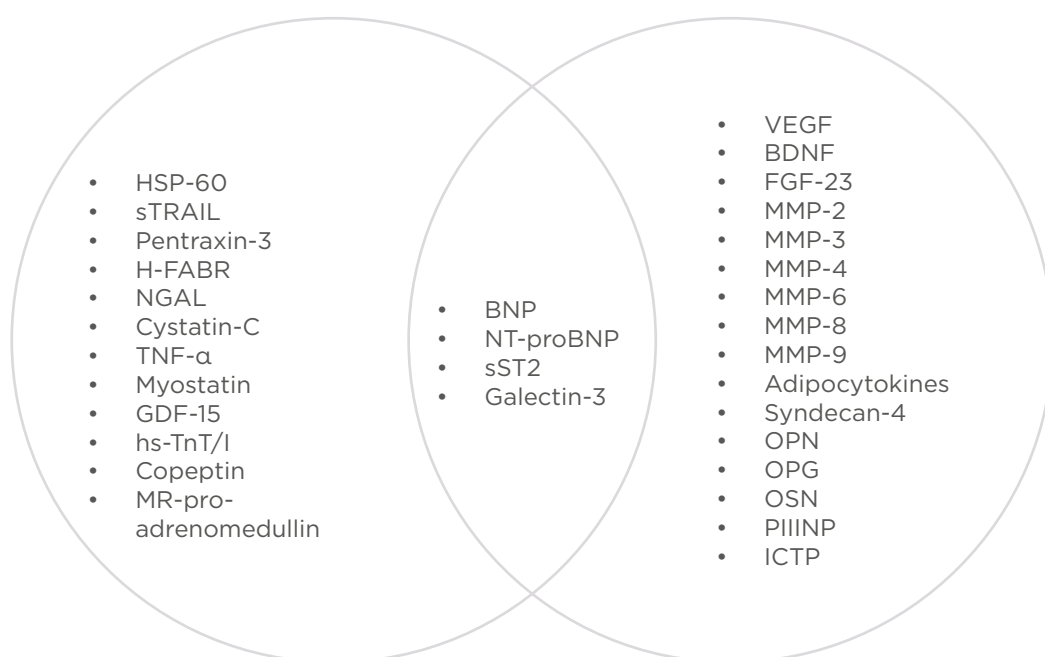 • HSP-60
• sTRAIL
• Pentraxin-3
• H-FABR
• NGAL
• Cystatin-C
• TNF-α
• Myostatin
• GDF-15
• hs-TnT/I
• Copeptin
• MR-pro-
adrenomedullin
• BNP
• NT-proBNP
• sST2
• Galectin-3
• VEGF
• BDNF
• FGF-23
• MMP-2
• MMP-3
• MMP-4
• MMP-6
• MMP-8
• MMP-9
• Adipocytokines
• Syndecan-4
• OPN
• OPG
• OSN
• PIIINP
• ICTP